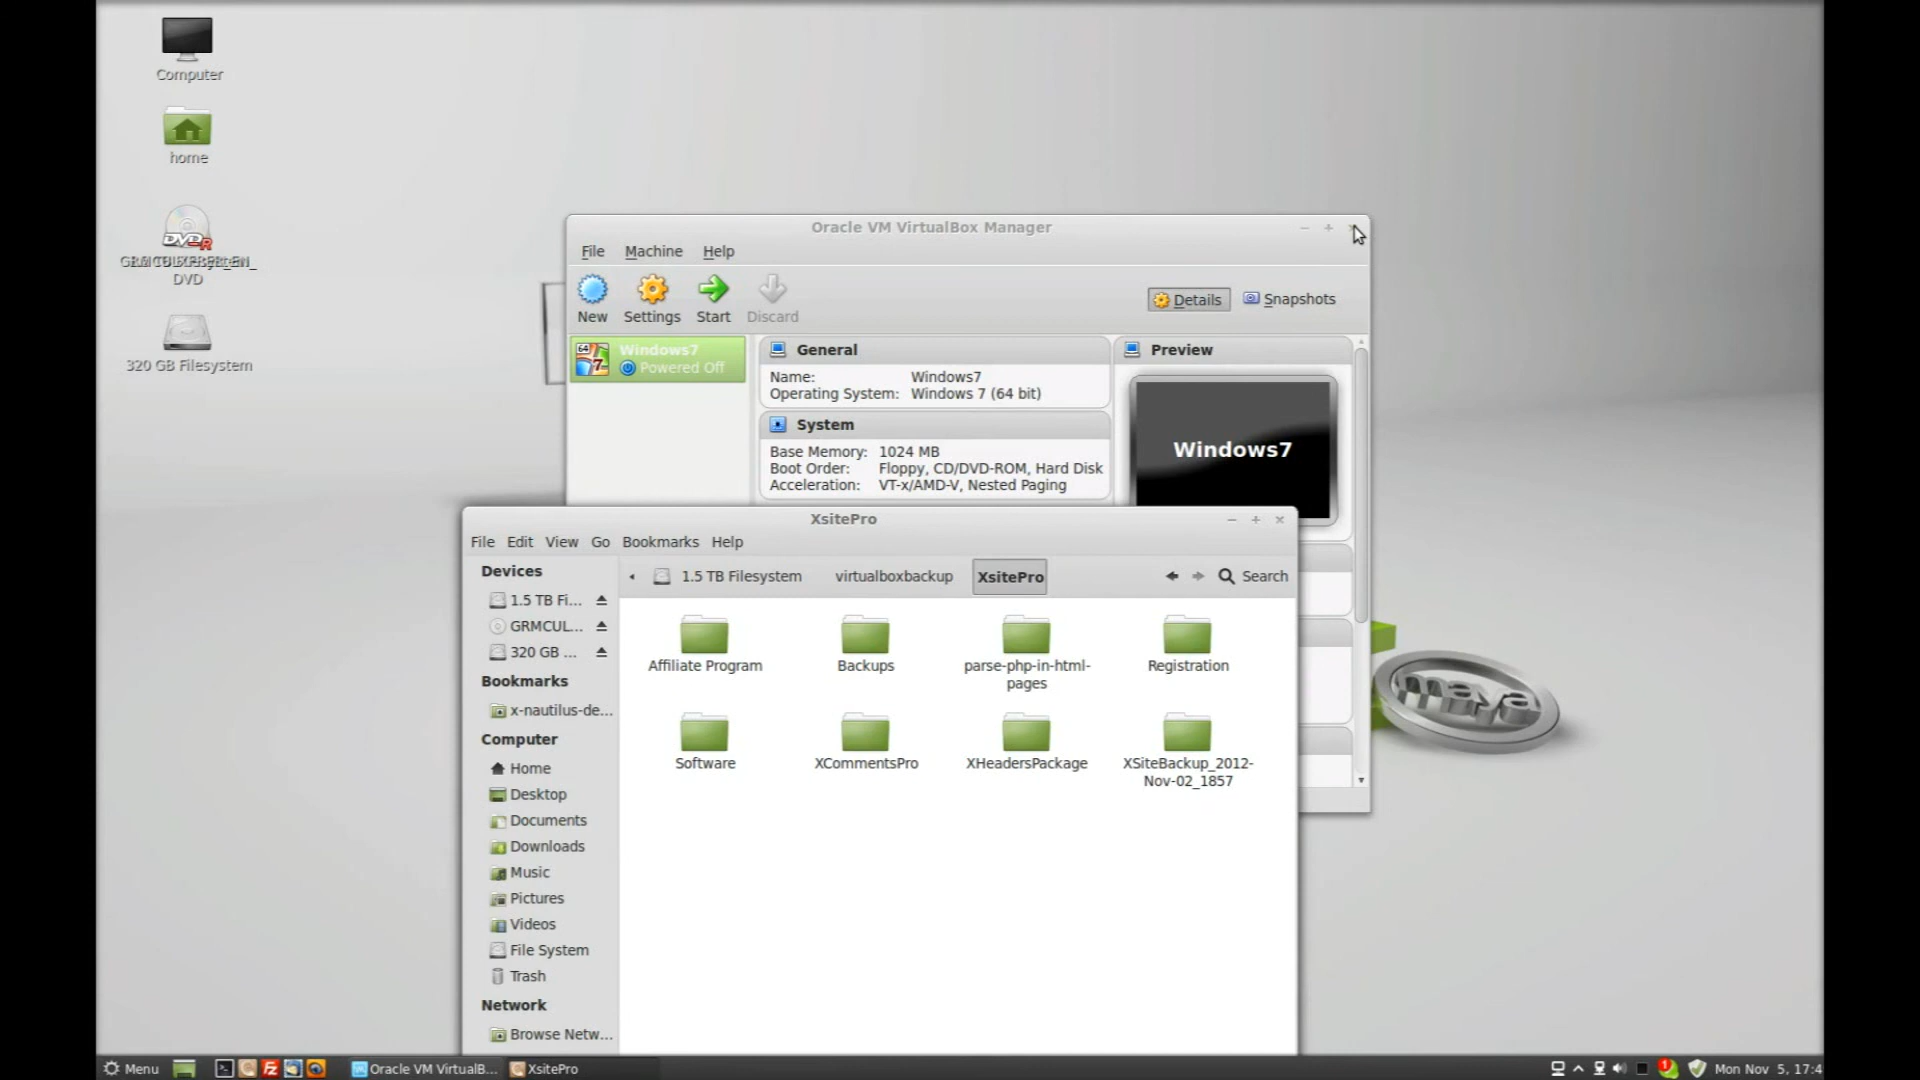 Computer
home
DVD
320 GB Filesystem
Oracle VM VirtualBox Manager
File Machine Help
New Settings Start Discard
Details Snapshots
64
7
Windows7
Powered Off
General
Name: Windows7
Operating System: Windows 7 (64 bit)
System
Base Memory: 1024 MB
Boot Order: Floppy, CD/DVD-ROM, Hard Disk
Acceleration: VT-x/AMD-V, Nested Paging
Preview
Windows7
XsitePro
File Edit View Go Bookmarks Help
1.5 TB Filesystem virtualboxbackup XsitePro Search
Devices
1.5 TB Fi...
GRMCUL...
320 GB ...
Bookmarks
x-nautilus-de...
Computer
Home
Desktop
Documents
Downloads
Music
Pictures
Videos
File System
Trash
Network
Browse Netw...
Affiliate Program
Backups
parse-php-in-html-
pages
Registration
Software
XCommentsPro
XHeadersPackage
XSiteBackup_2012-
Nov-02_1857
maya
Menu
Fz
Oracle VM VirtualB...
XsitePro
1
Mon Nov 5, 17:4